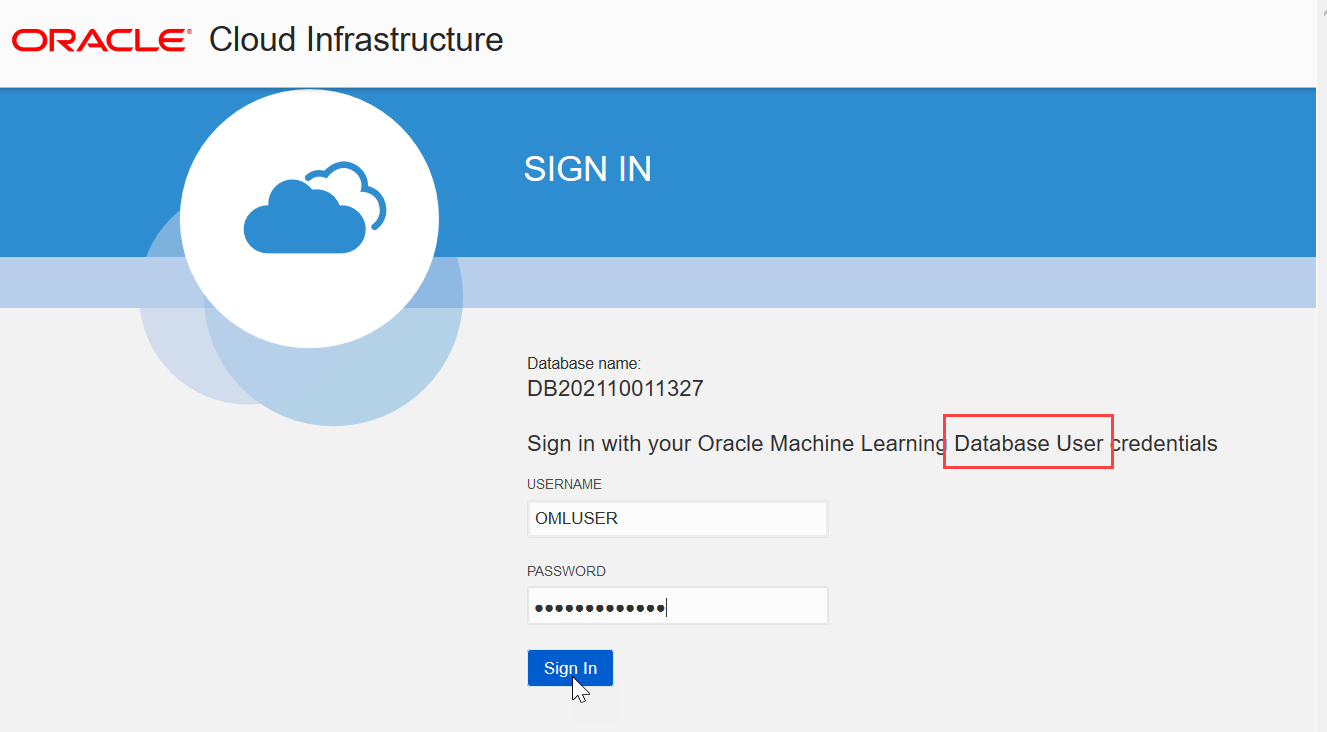 ORACLE® Cloud Infrastructure
SIGN IN
Database name:
DB202110011327
Sign in with your Oracle Machine Learning Database User credentials
USERNAME
OMLUSER
PASSWORD
●●●●●●●●●●●●●
Sign In